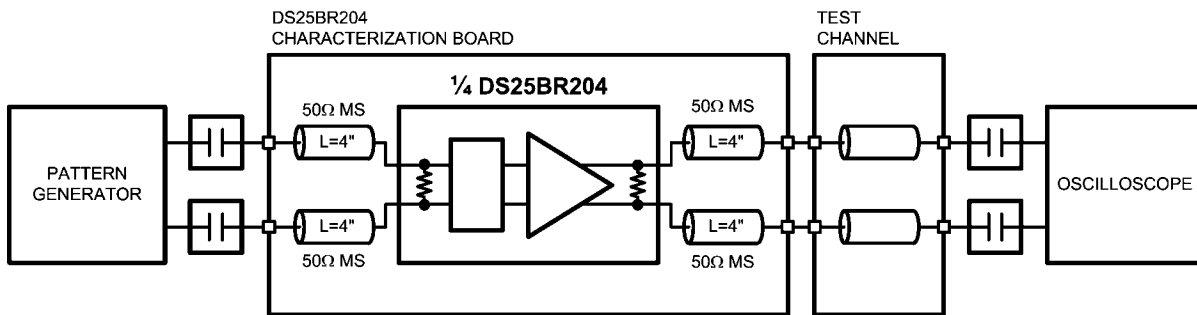 DS25BR204
CHARACTERIZATION BOARD
TEST
CHANNEL
¼ DS25BR204
50Ω MS
50Ω MS
L=4"
L=4"
PATTERN
GENERATOR
OSCILLOSCOPE
L=4"
L=4"
50Ω MS
50Ω MS